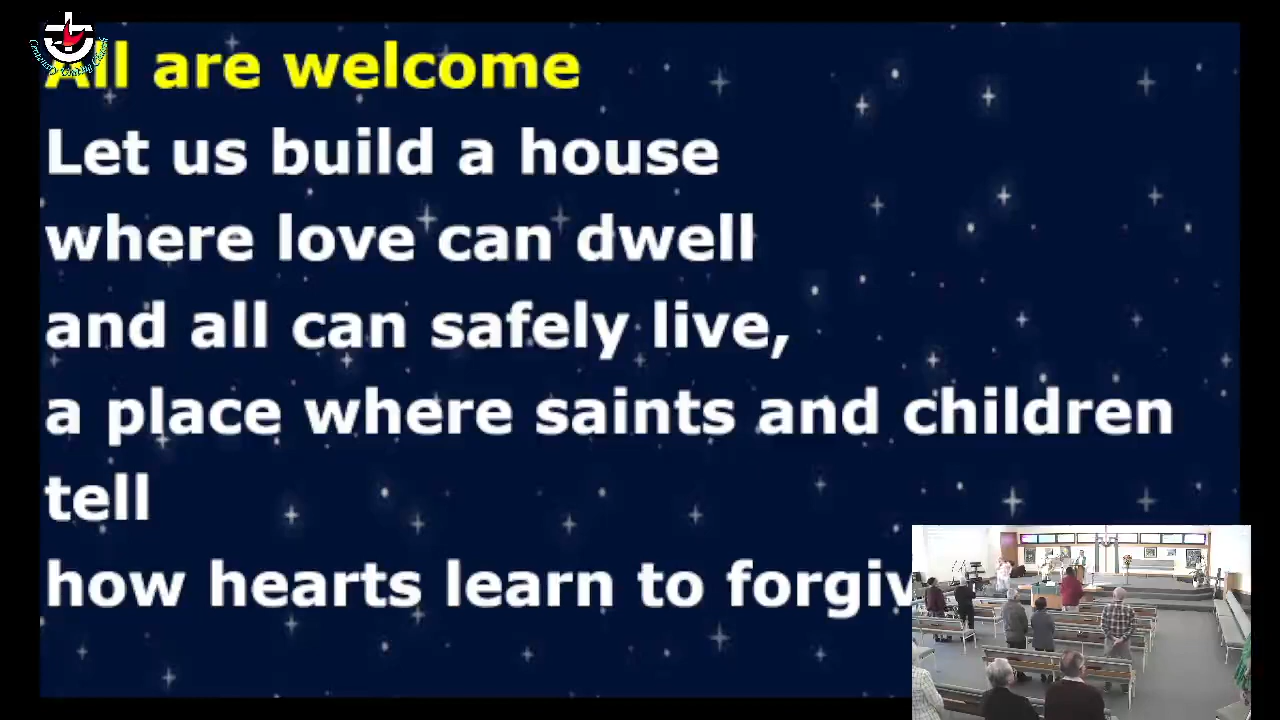 All are welcome
Let us build a house
where love can dwell
and all can safely live,
a place where saints and children
tell
how hearts learn to forgiv